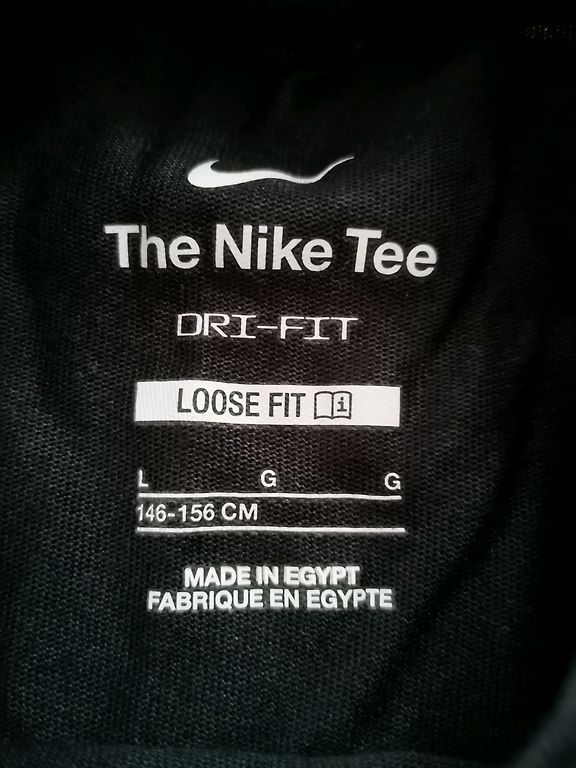 The Nike Tee
DRI-FIT
LOOSE FIT
L G G
146-156 CM
MADE IN EGYPT
FABRIQUE EN EGYPTE